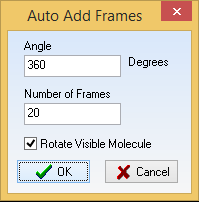 Auto Add Frames
Angle
360 Degrees
Number of Frames
20
Rotate Visible Molecule
OK Cancel